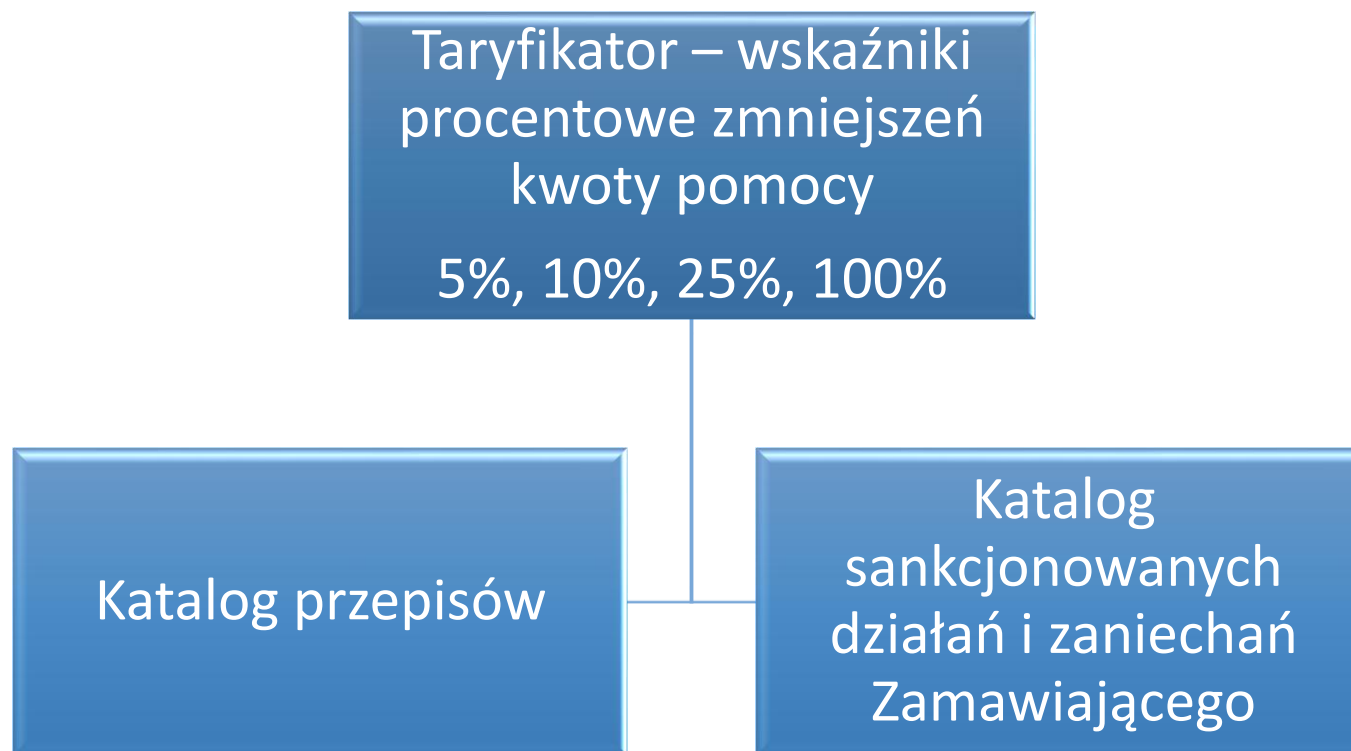 Taryfikator – wskaźniki
procentowe zmniejszeń
kwoty pomocy
5%, 10%, 25%, 100%
Katalog przepisów
Katalog
sankcjonowanych
działań i zaniechań
Zamawiającego